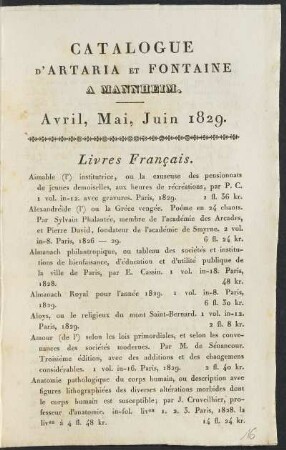 CATALOGUE
D'ARTARIA ET FONTAINE
A MANNHEIM.
Avril, Mai, Juin 1829.
Livres Français.
Aimable (l') institutrice, ou la causeuse des pensionnats
de jeunes demoiselles, aux heures de récréations, par P. C.
1 vol. in-12. avec gravures. Paris, 1829. 1 fl. 36 kr.
Alexandréide (l') ou la Grèce vengée. Poëme en 24 chants.
Par Sylvain Phalantée, membre de l'académie des Arcades,
et Pierre David, fondateur de l'académie de Smyrne. 2 vol.
in-8. Paris, 1826 — 29. 6 fl. 24 kr.
Almanach philantropique, ou tableau des sociétés et institutions
de bienfaisance, d'éducation et d'utilité publique de
la ville de Paris, par E. Cassin. 1 vol. in-18. Paris,
1828. 48 kr.
Almanach Royal pour l'année 1829. 1 vol. in-8. Paris,
1829. 6 fl. 30 kr.
Aloys, ou le religieux du mont Saint-Bernard. 1 vol. in-12.
Paris, 1829. 2 fl. 8 kr.
Amour (de l') selon les lois primordiales, et selon les convenances
des sociétés modernes. Par M. de Sénancour.
Troisième édition, avec des additions et des changemens
considérables. 1 vol. in-16. Paris, 1829. 2 fl. 40 kr.
Anatomie pathologique du corps humain, ou description avec
figures lithographiées des diverses altérations morbides dont
le corps humain est susceptible; par J. Cruveilhier, professeur
d'anatomie. in-fol. livns 1. 2. 3. Paris, 1828. la
livon à 4 fl. 48 kr. 14 fl. 24 kr.
16